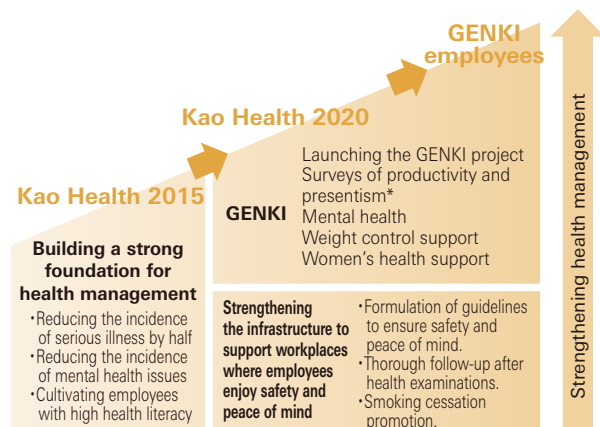 GENKI
employees
Kao Health 2020
Kao Health 2015
Building a strong
foundation for
health management
・Reducing the incidence
of serious illness by half
・Reducing the incidence
of mental health issues
・Cultivating employees
with high health literacy
GENKI
Launching the GENKI project
Surveys of productivity and
presentism*
Mental health
Weight control support
Women's health support
Strengthening
the infrastructure to
support workplaces
where employees
enjoy safety and
peace of mind
・Formulation of guidelines
to ensure safety and
peace of mind.
・Thorough follow-up after
health examinations.
・Smoking cessation
promotion.
Strengthening health management